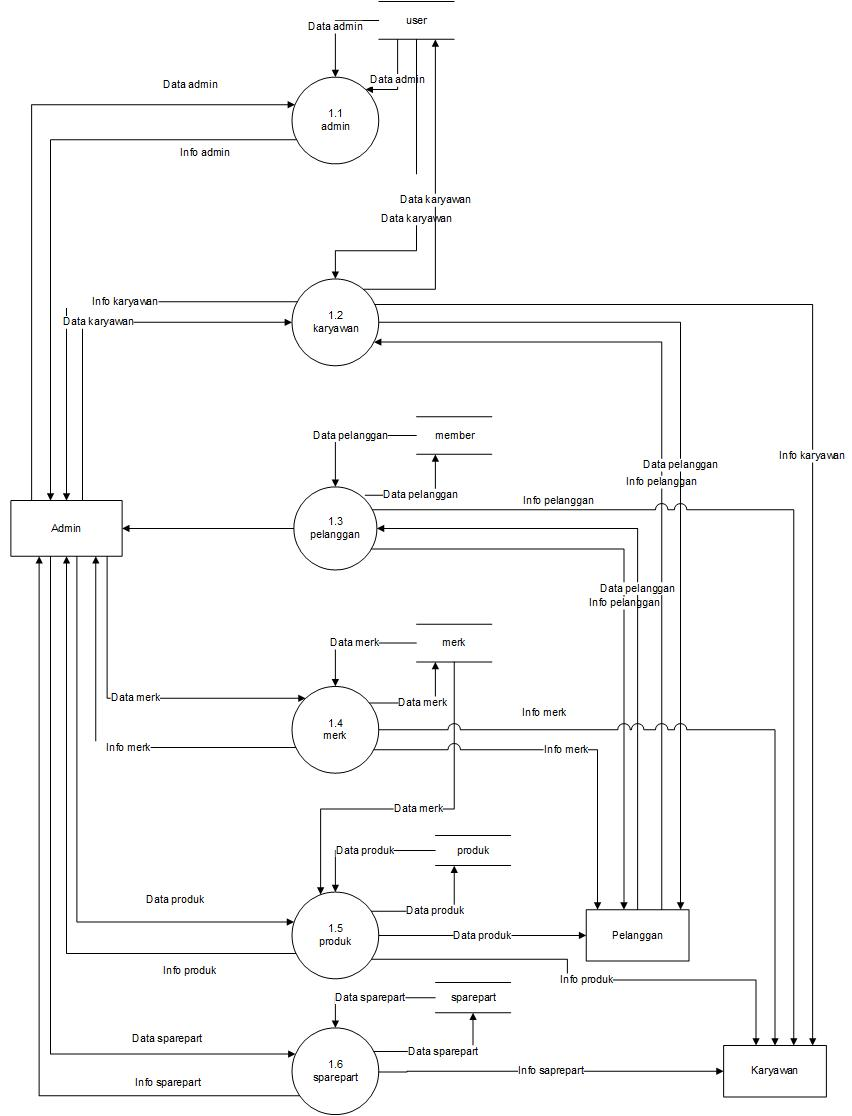 user
Data admin
Data admin
Data admin
1.1
admin
Info admin
Data karyawan
Data karyawan
Info karyawan
1.2
karyawan
Data karyawan
member
Data pelanggan
Info karyawan
Data pelanggan
Info pelanggan
Data pelanggan
Info pelanggan
Admin
1.3
pelanggan
Data pelanggan
Info pelanggan
Data merk
merk
Data merk
Data merk
Info merk
1.4
merk
Info merk
Info merk
Data merk
Data produk
produk
Data produk
Data produk
1.5
produk
Data produk
Pelanggan
Info produk
Info produk
Data sparepart
sparepart
Data sparepart
Data sparepart
1.6
sparepart
Info saprepart
Karyawan
Info sparepart